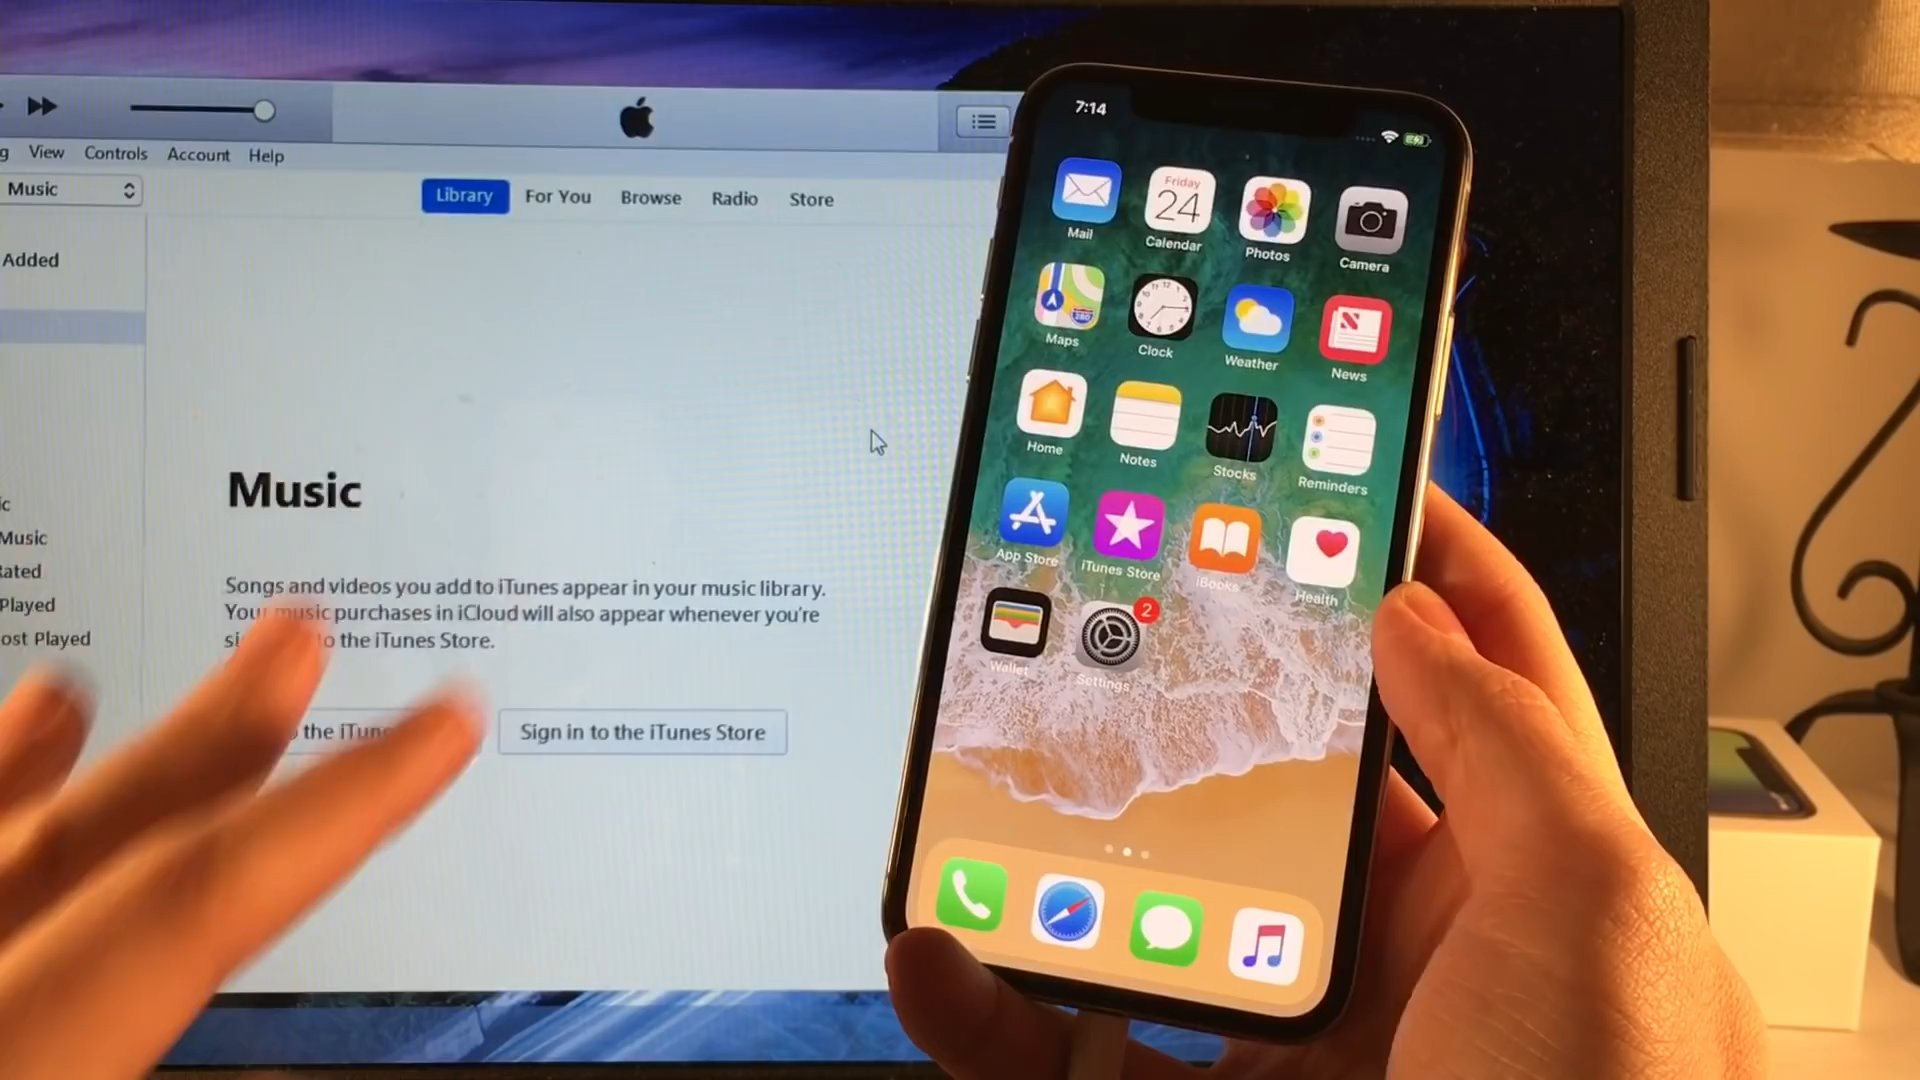 View Controls Account Help
Music
Library For You Browse Radio Store
Added
Music
Songs and videos you add to iTunes appear in your music library.
Your music purchases in iCloud will also appear whenever you're
to the iTunes Store.
Music
Played
ost Played
the iTune
Sign in to the iTunes Store
7:14
Friday
24
Mail Calendar Photos Camera
280
Maps Clock Weather News
Home Notes Stocks Reminders
App Store iTunes Store iBooks Health
2
Wallet Settings